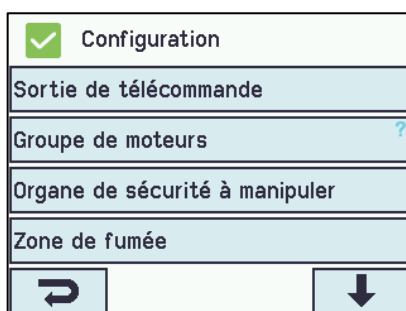 Configuration
Sortie de télécommande
Groupe de moteurs ?
Organe de sécurité à manipuler
Zone de fumée